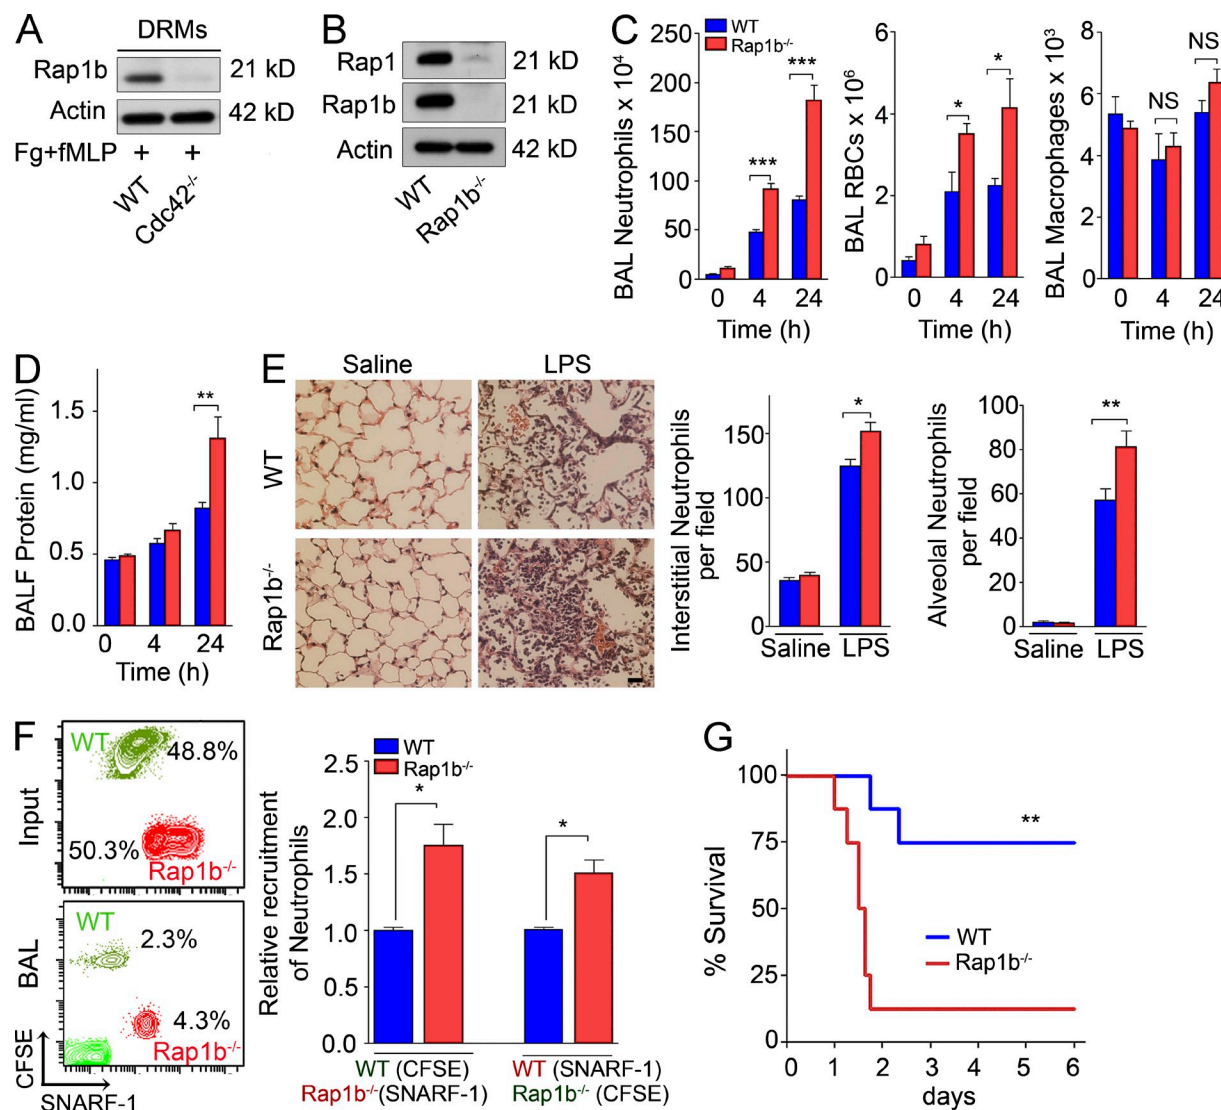 A
DRMs
Rap1b
21 kD
Actin
42 kD
Fg+fMLP + +
WT
Cdc42-/-
B
Rap1
21 kD
Rap1b
21 kD
Actin
42 kD
WT
Rap1b-/-
C
WT
Rap1b-/-
BAL Neutrophils x 10⁴
250
200
150
100
50
0
***
***
0 4 24
Time (h)
BAL RBCs x 10⁶
6
4
2
0
*
*
0 4 24
Time (h)
BAL Macrophages x 10³
8
6
4
2
0
NS
NS
0 4 24
Time (h)
D
BALF Protein (mg/ml)
1.5
1.0
0.5
0.0
**
0 4 24
Time (h)
E
Saline LPS
WT
Rap1b-/-
Interstitial Neutrophils
per field
150
100
50
0
*
Saline LPS
Alveolal Neutrophils
per field
100
80
60
40
20
0
**
Saline LPS
F
Input
WT
48.8%
50.3%
Rap1b-/-
BAL
WT
2.3%
4.3%
Rap1b-/-
CFSE
SNARF-1
WT
Rap1b-/-
Relative recruitment
of Neutrophils
2.5
2.0
1.5
1.0
0.5
0.0
*
*
WT (CFSE)
Rap1b-/-(SNARF-1)
WT (SNARF-1)
Rap1b-/- (CFSE)
G
% Survival
100
75
50
25
0
**
WT
Rap1b-/-
0 1 2 3 4 5 6
days